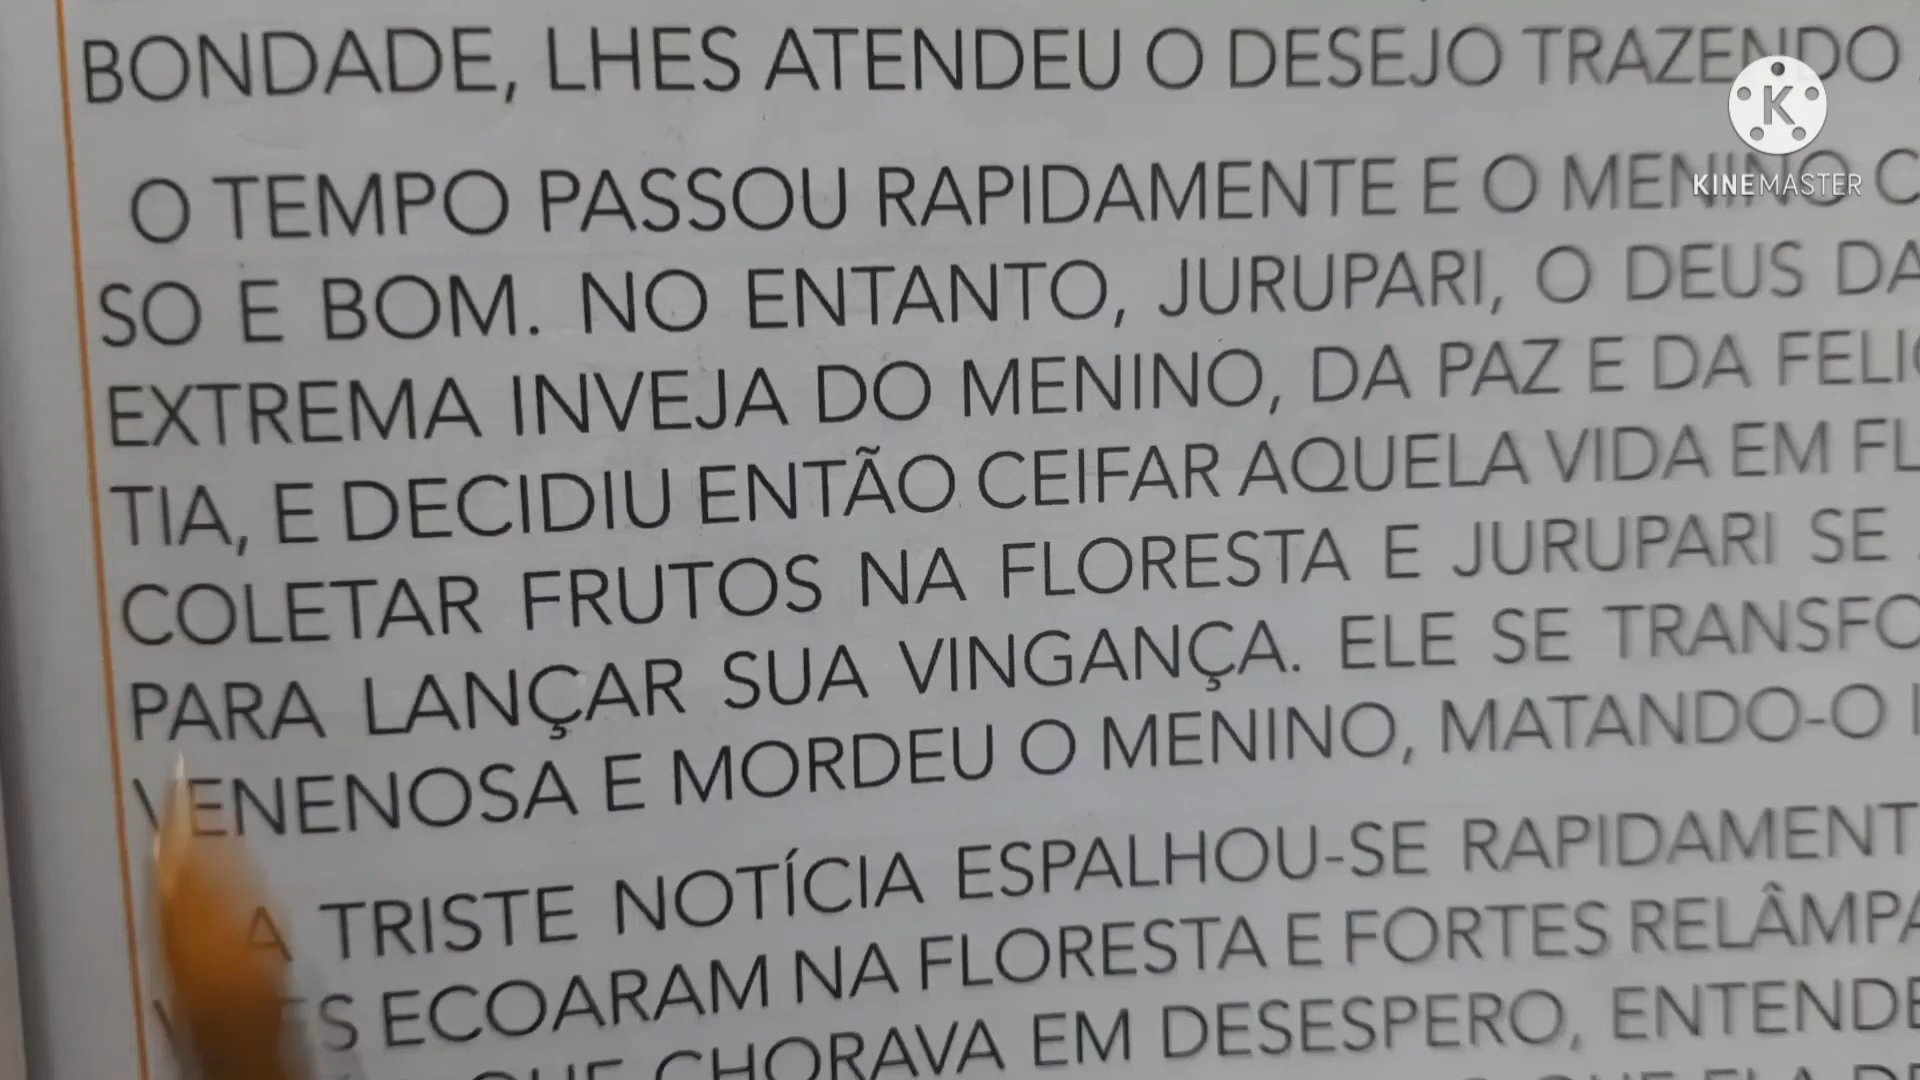 BONDADE, LHES ATENDEU O DESEJO TRAZENDO
O TEMPO PASSOU RAPIDAMENTE E O MENINO
SO E BOM. NO ENTANTO, JURUPARI, O DEUS DA
EXTREMA INVEJA DO MENINO, DA PAZ E DA
TIA, E DECIDIU ENTÃO CEIFAR AQUELA VIDA EM
COLETAR FRUTOS NA FLORESTA E JURUPARI SE
PARA LANÇAR SUA VINGANÇA. ELE SE
VENENOSA E MORDEU O MENINO, MATANDO-O
A TRISTE NOTÍCIA ESPALHOU-SE
ECOARAM NA FLORESTA E FORTES
QUE CHORAVA EM DESESPERO,
K
KINEMASTER